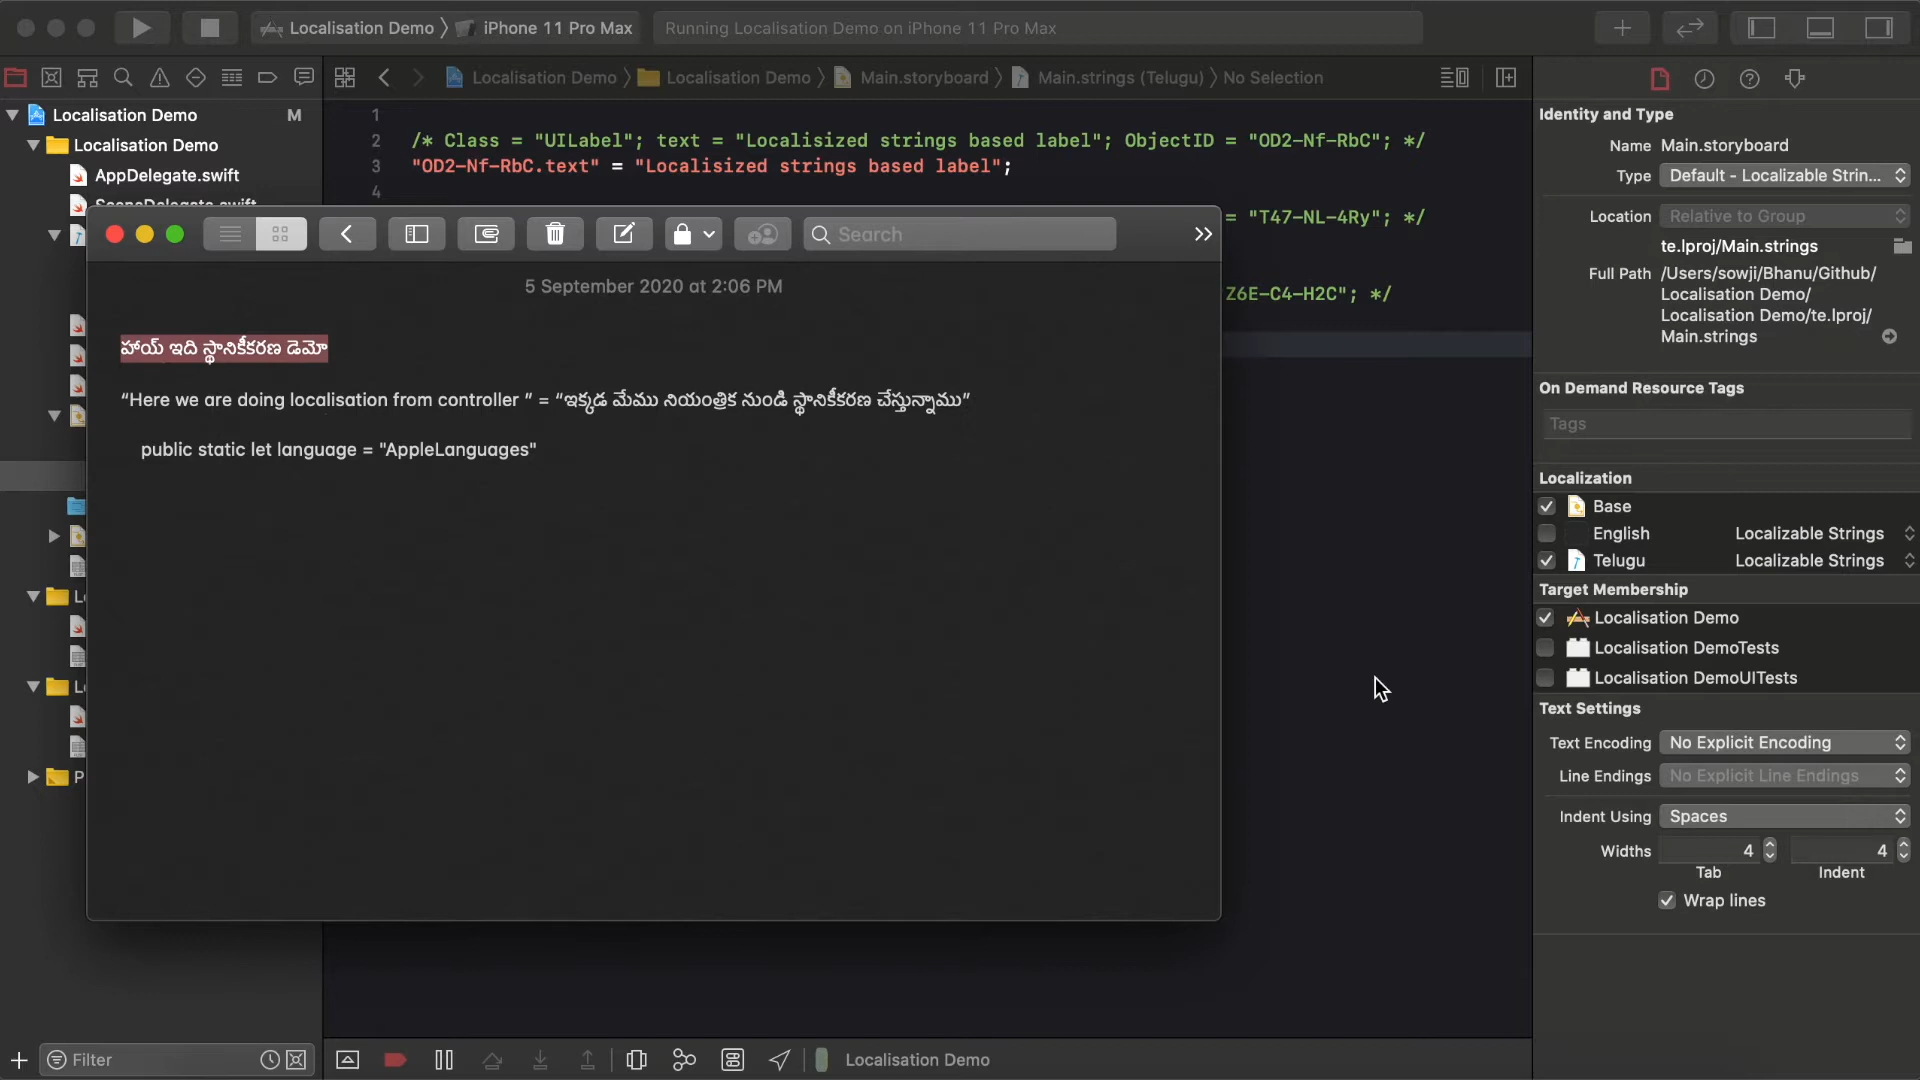 Localisation Demo
iPhone 11 Pro Max
Running Localisation Demo on iPhone 11 Pro Max
Localisation Demo
Localisation Demo
Main.storyboard
Main.strings (Telugu)
No Selection
Localisation Demo M
Localisation Demo
AppDelegate.swift
SceneDelegate.swift
1
2 /* Class = "UILabel"; text = "Localisized strings based label"; ObjectID = "OD2-Nf-RbC"; */
3 "OD2-Nf-RbC.text" = "Localisized strings based label";
4
= "T47-NL-4Ry"; */
Z6E-C4-H2C"; */
Search
5 September 2020 at 2:06 PM
హాయ్ ఇది స్థానికీకరణ డెమో
“Here we are doing localisation from controller ” = “ఇక్కడ మేము నియంత్రిక నుండి స్థానికీకరణ చేస్తున్నాము”
public static let language = "AppleLanguages"
P
Filter
Localisation Demo
Identity and Type
Name Main.storyboard
Type Default - Localizable Strin...
Location Relative to Group
te.lproj/Main.strings
Full Path /Users/sowji/Bhanu/Github/
Localisation Demo/
Localisation Demo/te.lproj/
Main.strings
On Demand Resource Tags
Tags
Localization
Base
English Localizable Strings
Telugu Localizable Strings
Target Membership
Localisation Demo
Localisation DemoTests
Localisation DemoUITests
Text Settings
Text Encoding No Explicit Encoding
Line Endings No Explicit Line Endings
Indent Using Spaces
Widths 4 4
Tab Indent
Wrap lines